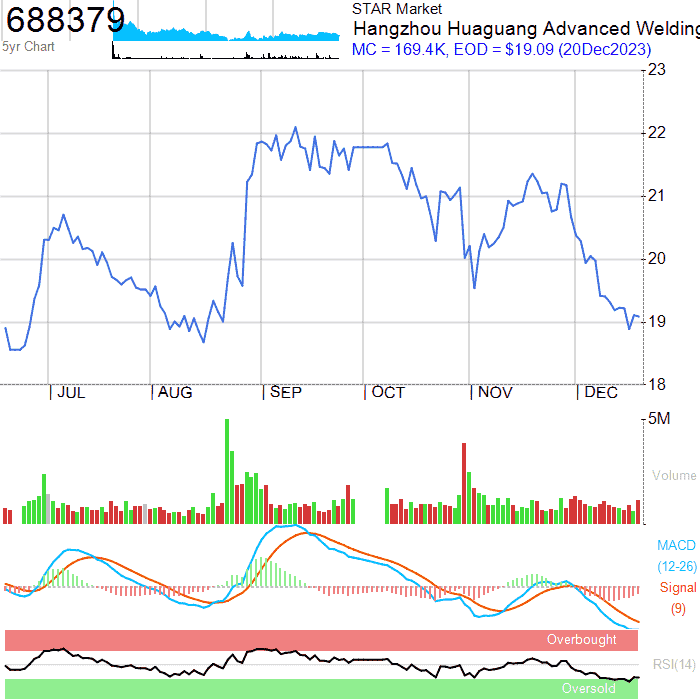 688379
5yr Chart
STAR Market
Hangzhou Huaguang Advanced Welding
MC = 169.4K, EOD = $19.09 (20Dec2023)
23
22
21
20
19
18
JUL AUG SEP OCT NOV DEC
5M
Volume
MACD
(12-26)
Signal
(9)
Overbought
RSI(14)
Oversold